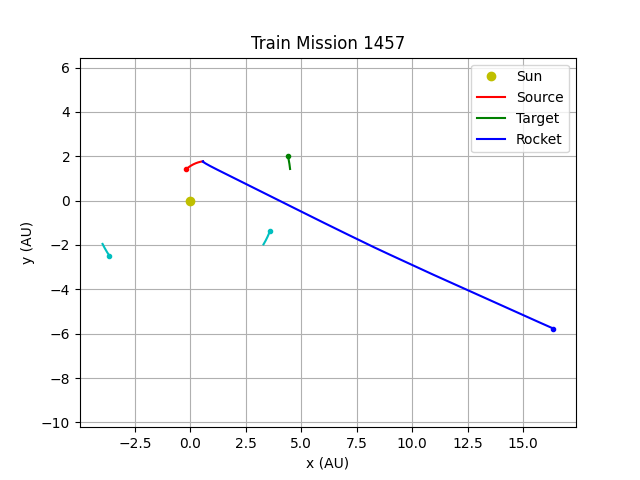 Train Mission 1457
Sun
Source
Target
Rocket
6
4
2
0
−2
−4
−6
−8
−10
y (AU)
−2.5 0.0 2.5 5.0 7.5 10.0 12.5 15.0
x (AU)